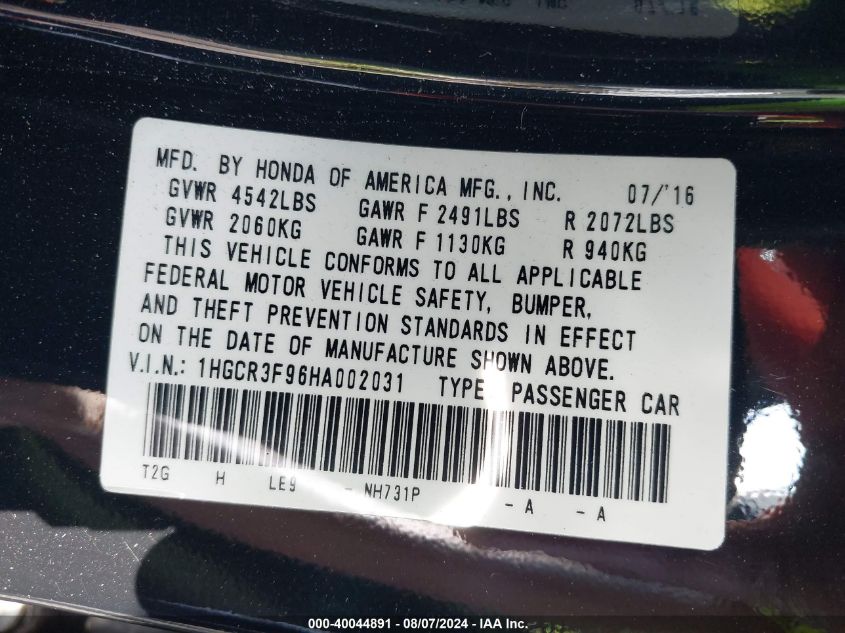 MFD. BY HONDA OF AMERICA MFG., INC. 07/'16
GVWR 4542LBS GAWR F 2491LBS R 2072LBS
GVWR 2060KG GAWR F 1130KG R 940KG
THIS VEHICLE CONFORMS TO ALL APPLICABLE
FEDERAL MOTOR VEHICLE SAFETY, BUMPER,
AND THEFT PREVENTION STANDARDS IN EFFECT
ON THE DATE OF MANUFACTURE SHOWN ABOVE.
V.I.N.: 1HGCR3F96HA002031 TYPE: PASSENGER CAR
T2G H LE9 - NH731P - A - A
000-40044891 - 08/07/2024 - IAA Inc.